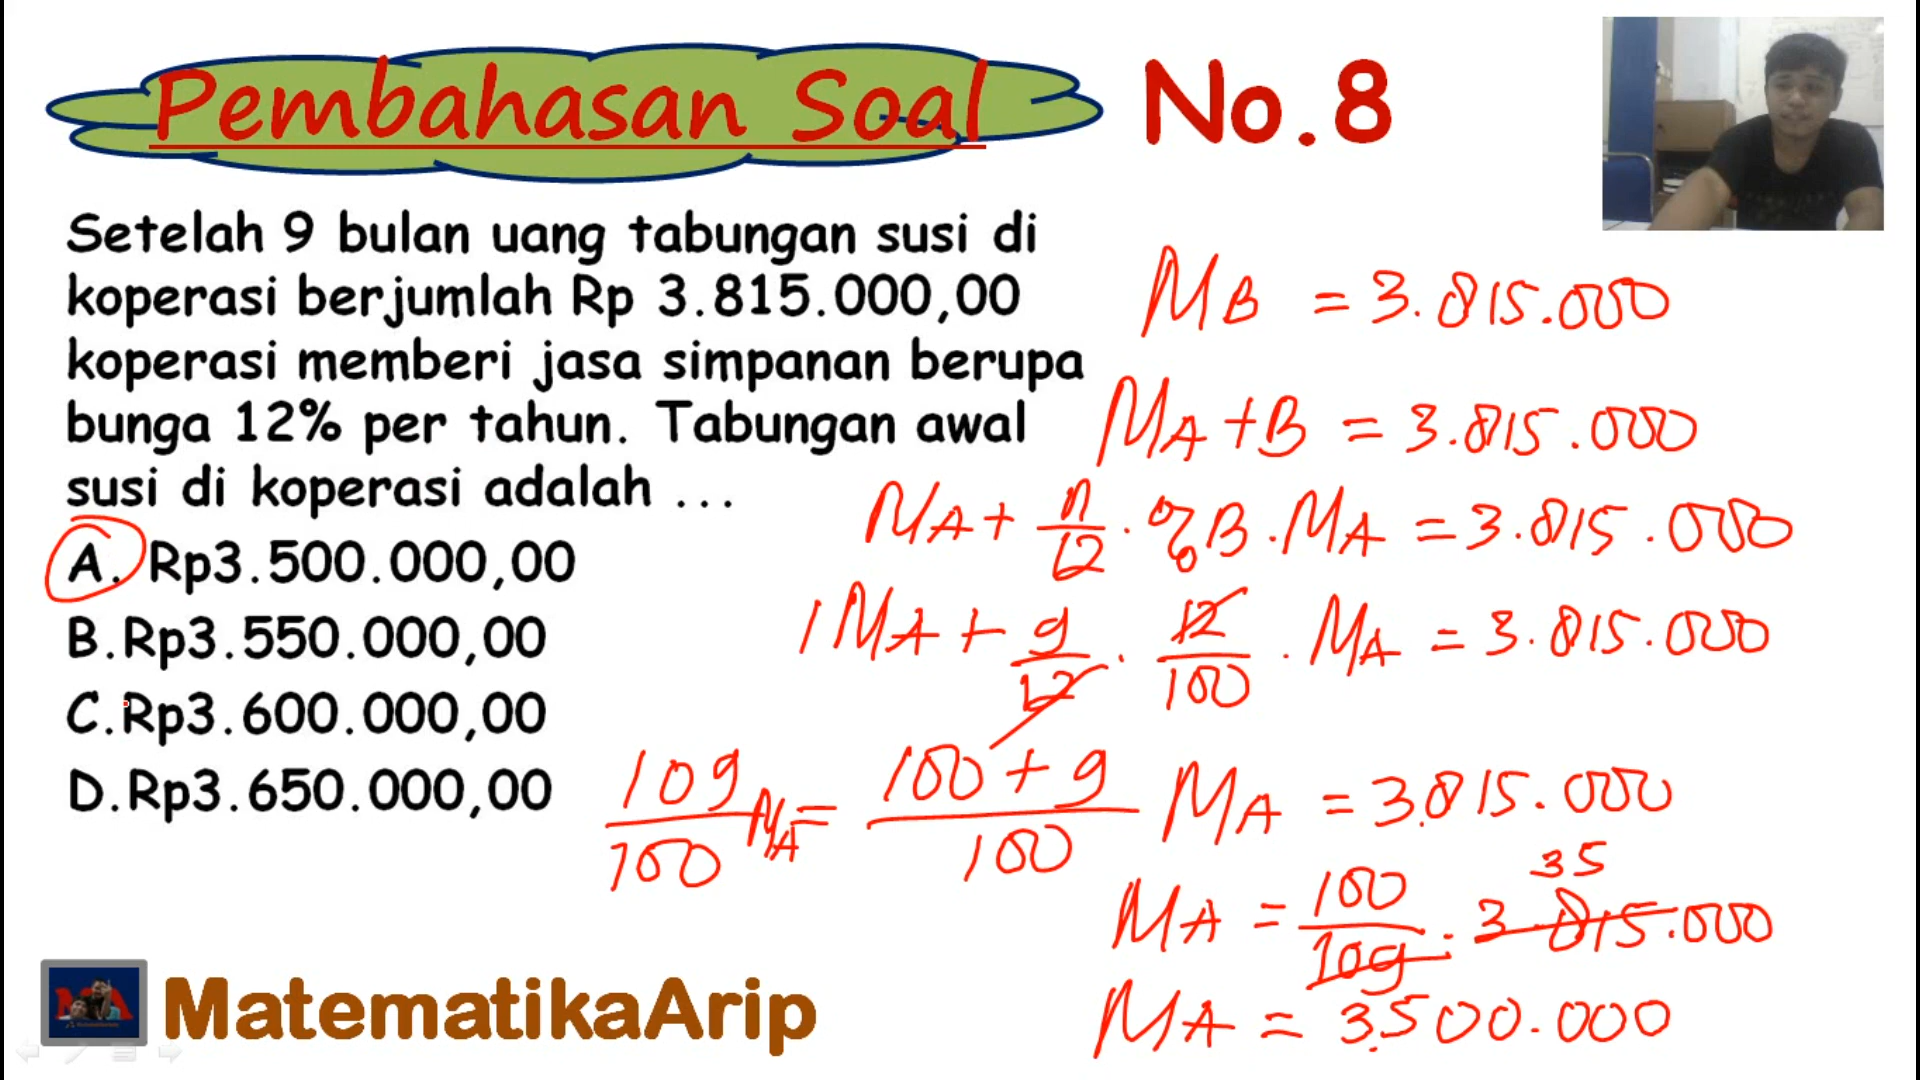 Pembahasan Soal No.8
Setelah 9 bulan uang tabungan susi di
koperasi berjumlah Rp 3.815.000,00
koperasi memberi jasa simpanan berupa
bunga 12% per tahun. Tabungan awal
susi di koperasi adalah ...
A. Rp3.500.000,00
B.Rp3.550.000,00
C.Rp3.600.000,00
D.Rp3.650.000,00
MB = 3.815.000
MA + B = 3.815.000
MA + n/12 . %B . MA = 3.815.000
1MA + 9/12 . 12/100 . MA = 3.815.000
109/100 MA = 100 + 9/100 MA = 3.815.000
35
MA = 100/109 . 3.815.000
MA = 3.500.000
MatematikaArip